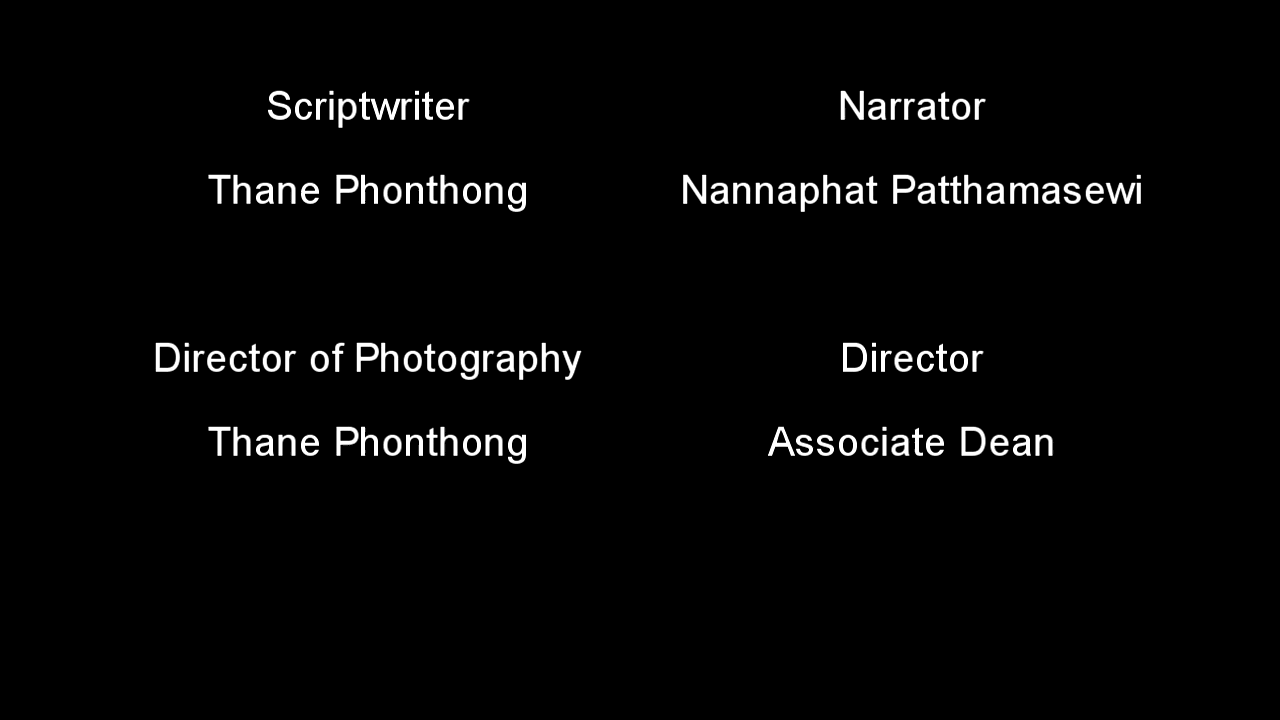 Scriptwriter
Thane Phonthong
Narrator
Nannaphat Patthamasewi
Director of Photography
Thane Phonthong
Director
Associate Dean